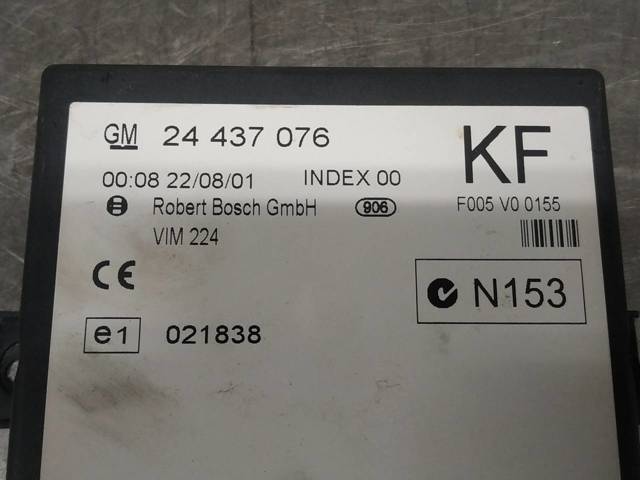 GM 24 437 076 KF
00:08 22/08/01 INDEX 00
Robert Bosch GmbH 906 F005 V0 0155
VIM 224
CE
N153
e1 021838